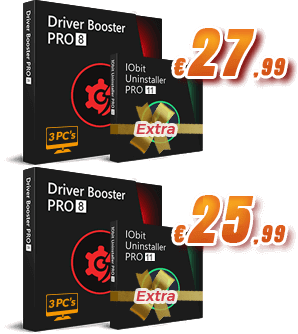 Driver Booster
PRO 8
Driver Booster PRO 8
IObit
Uninstaller
PRO 11
IObit Uninstaller PRO 11
3 PC's
Extra
€27,99
Driver Booster
PRO 8
Driver Booster PRO 8
IObit
Uninstaller
PRO 11
IObit Uninstaller PRO 11
3 PC's
Extra
€25,99